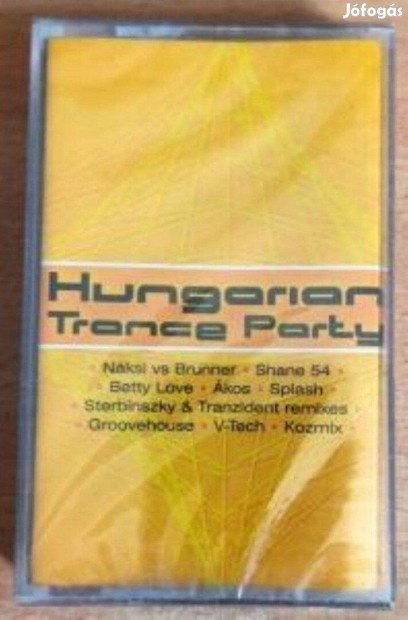 Jófogás
Hungarian
Trance Party
• Náksi vs Brunner • Shane 54 •
• Betty Love • Ákos • Splash •
• Sterbinszky & Tranzident remixes •
• Groovehouse • V-Tech • Kozmix •